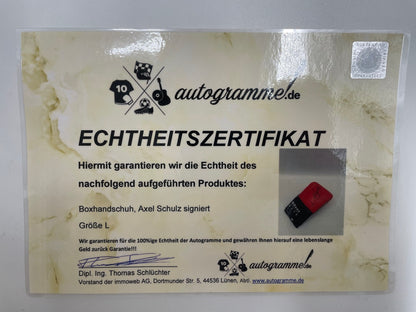 10
autogramme.de
ECHTHEITSZERTIFIKAT
Hiermit garantieren wir die Echtheit des
nachfolgend aufgeführten Produktes:
Boxhandschuh, Axel Schulz signiert
Größe L
Wir garantieren für die 100%ige Echtheit der Autogramme und gewähren Ihnen hierauf eine lebenslange
Geld zurück Garantie!!!
autogramme.de
Dipl. Ing. Thomas Schlüchter
Vorstand der immoweb AG, Dortmunder Str. 5, 44536 Lünen, Abtl. www.autogramme.de